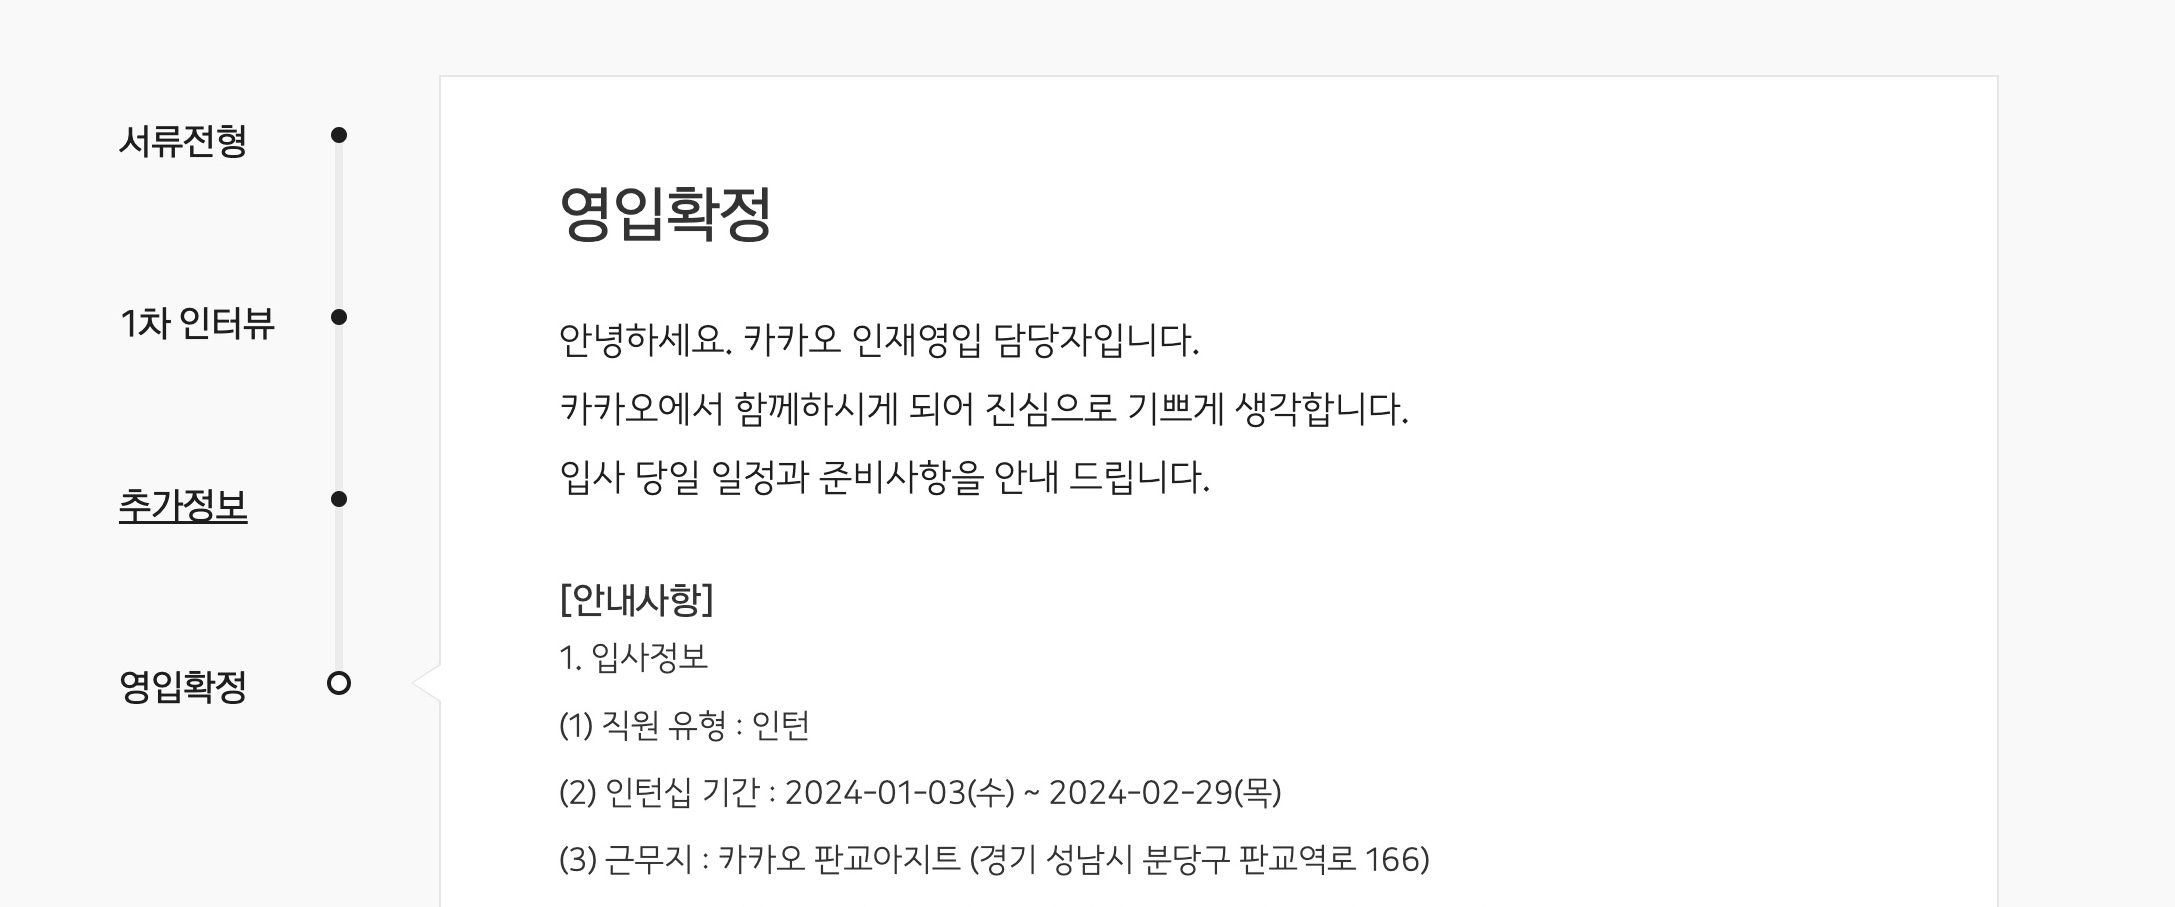 서류전형
1차 인터뷰
추가정보
영입확정
영입확정
안녕하세요. 카카오 인재영입 담당자입니다.
카카오에서 함께하시게 되어 진심으로 기쁘게 생각합니다.
입사 당일 일정과 준비사항을 안내 드립니다.
[안내사항]
1. 입사정보
(1) 직원 유형 : 인턴
(2) 인턴십 기간 : 2024-01-03(수) ~ 2024-02-29(목)
(3) 근무지 : 카카오 판교아지트 (경기 성남시 분당구 판교역로 166)